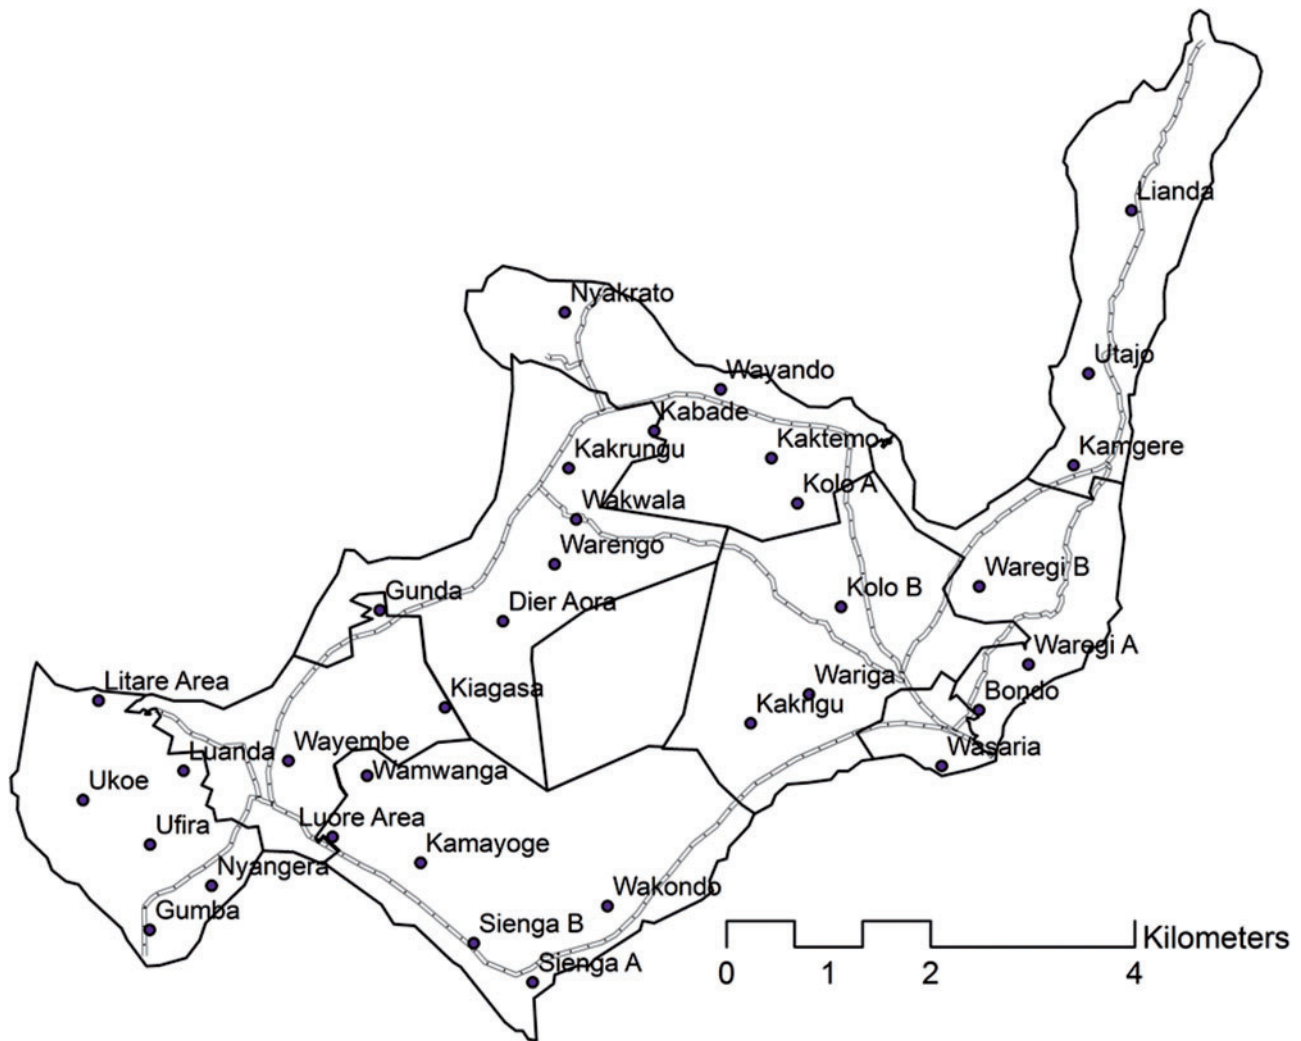 Lianda
Nyakrato
Utajo
Wayando
Kabade
Kaktemo
Kakrungu
Kamgere
Kolo A
Wakwala
Warengo
Waregi B
Kolo B
Gunda
Dier Aora
Waregi A
Wariga
Litare Area
Kiagasa
Bondo
Kakrigu
Luanda
Wayembe
Wasaria
Wamwanga
Ukoe
Luore Area
Ufira
Kamayoge
Nyangera
Wakondo
Gumba
Sienga B
Kilometers
Sienga A
0 1 2 4